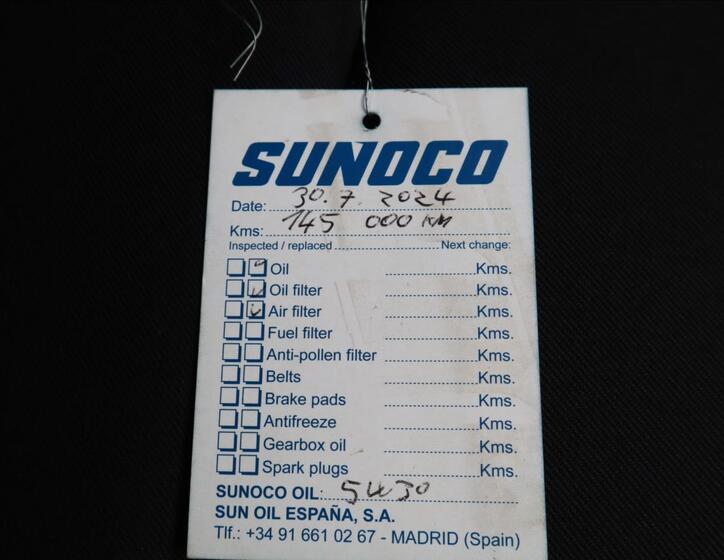 SUNOCO
Date: 30.7.2024
Kms: 145 000 KM
Inspected / replaced Next change:
Oil Kms.
Oil filter Kms.
Air filter Kms.
Fuel filter Kms.
Anti-pollen filter Kms.
Belts Kms.
Brake pads Kms.
Antifreeze Kms.
Gearbox oil Kms.
Spark plugs Kms.
SUNOCO OIL: 5W30
SUN OIL ESPAÑA, S.A.
Tlf.: +34 91 661 02 67 - MADRID (Spain)